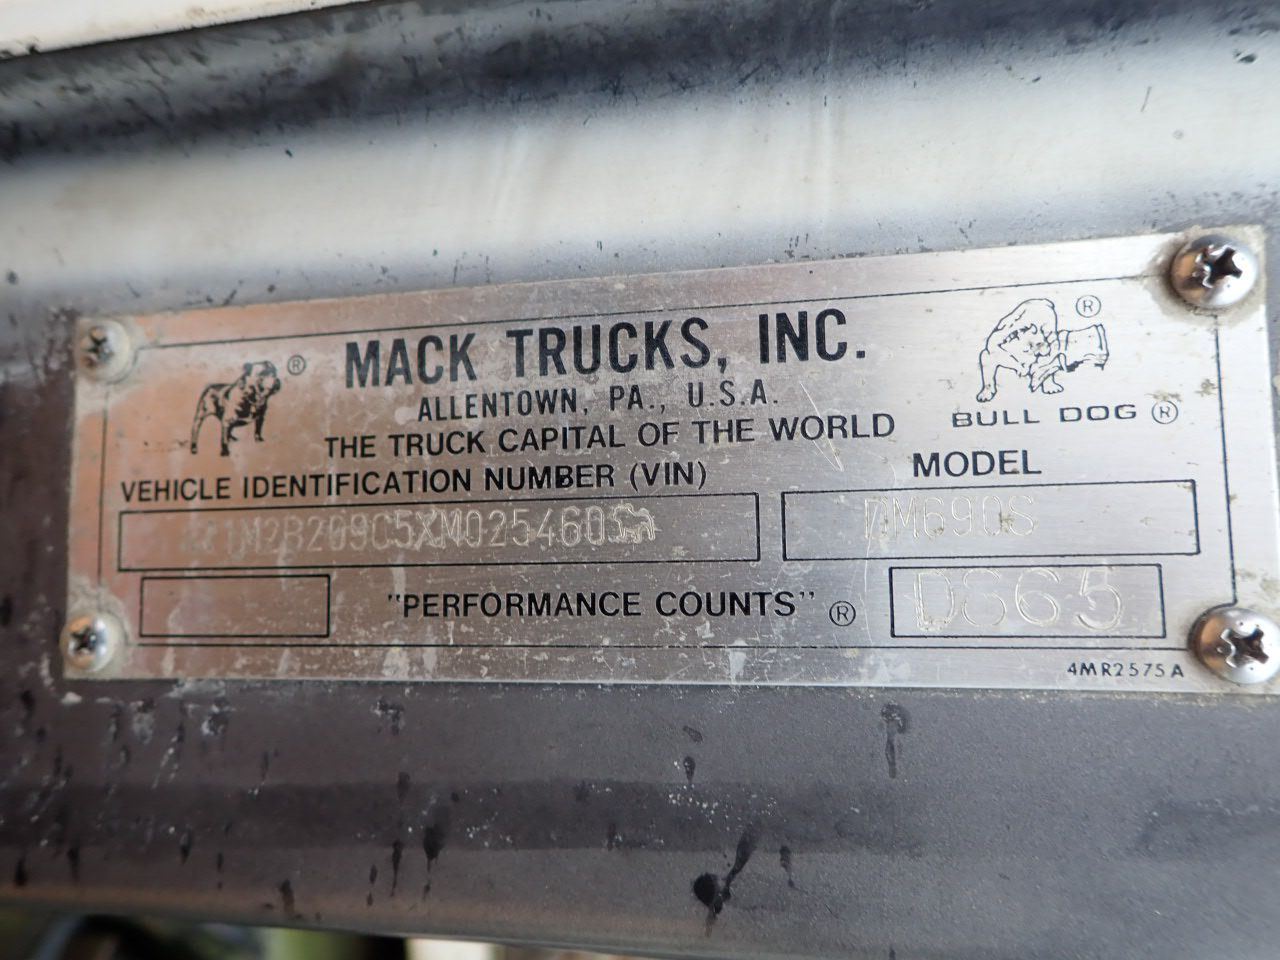 MACK TRUCKS, INC.
ALLENTOWN, PA., U.S.A.
THE TRUCK CAPITAL OF THE WORLD
BULL DOG ®
VEHICLE IDENTIFICATION NUMBER (VIN)
MODEL
1M2B209C5XM025460
DM690S
"PERFORMANCE COUNTS" ®
D865
4MR2575A